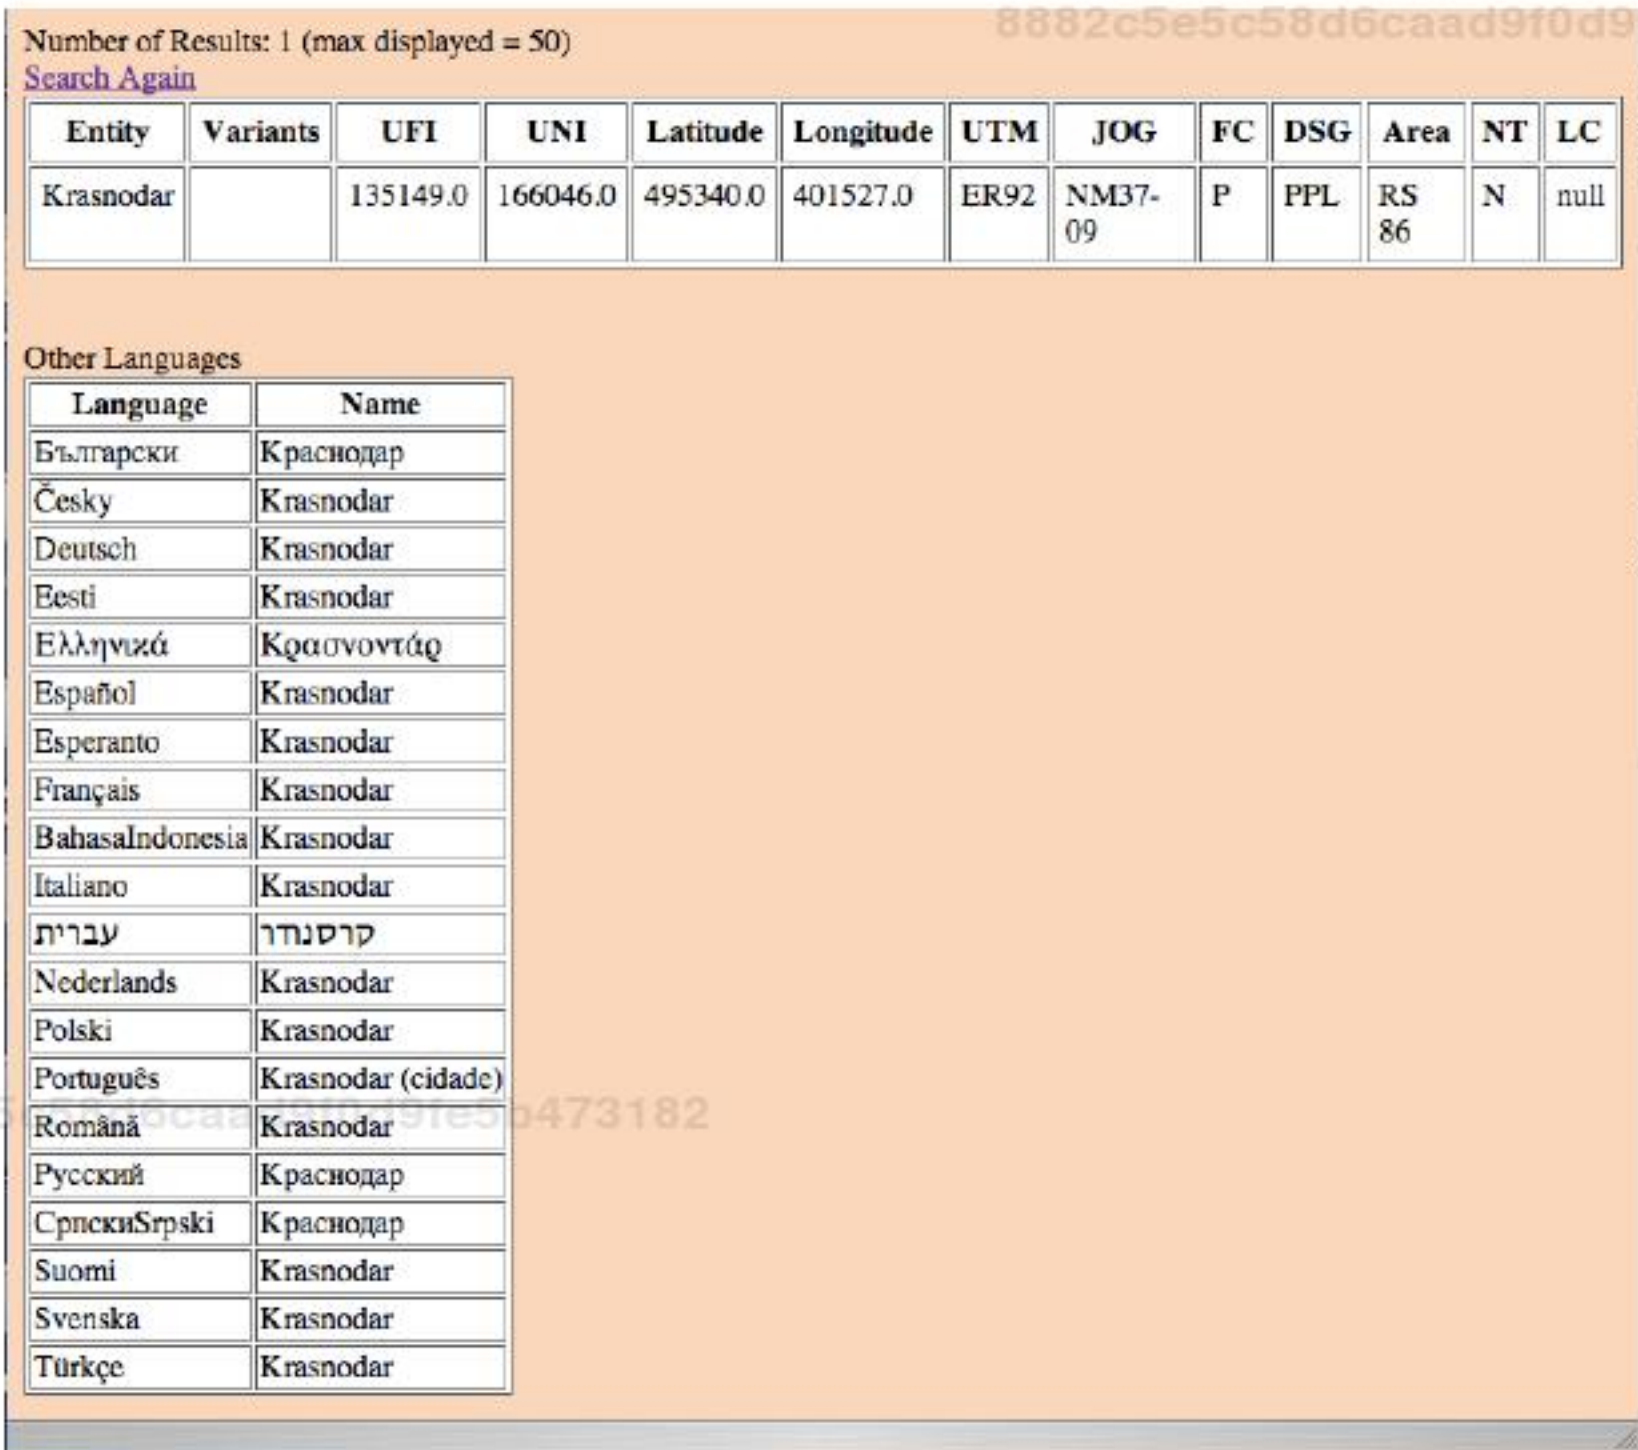 8882c5e5c58d6caad9f0d9
Number of Results: 1 (max displayed = 50)
Search Again
Entity Variants UFI UNI Latitude Longitude UTM JOG FC DSG Area NT LC
Krasnodar 135149.0 166046.0 495340.0 401527.0 ER92 NM37-09 P PPL RS 86 N null
Other Languages
Language Name
Български Краснодар
Česky Krasnodar
Deutsch Krasnodar
Eesti Krasnodar
Ελληνικά Κρασνοντάρ
Español Krasnodar
Esperanto Krasnodar
Français Krasnodar
BahasaIndonesia Krasnodar
Italiano Krasnodar
עברית קרסנודר
Nederlands Krasnodar
Polski Krasnodar
Português Krasnodar (cidade)
Română Krasnodar
Русский Краснодар
СрпскиSrpski Краснодар
Suomi Krasnodar
Svenska Krasnodar
Türkçe Krasnodar